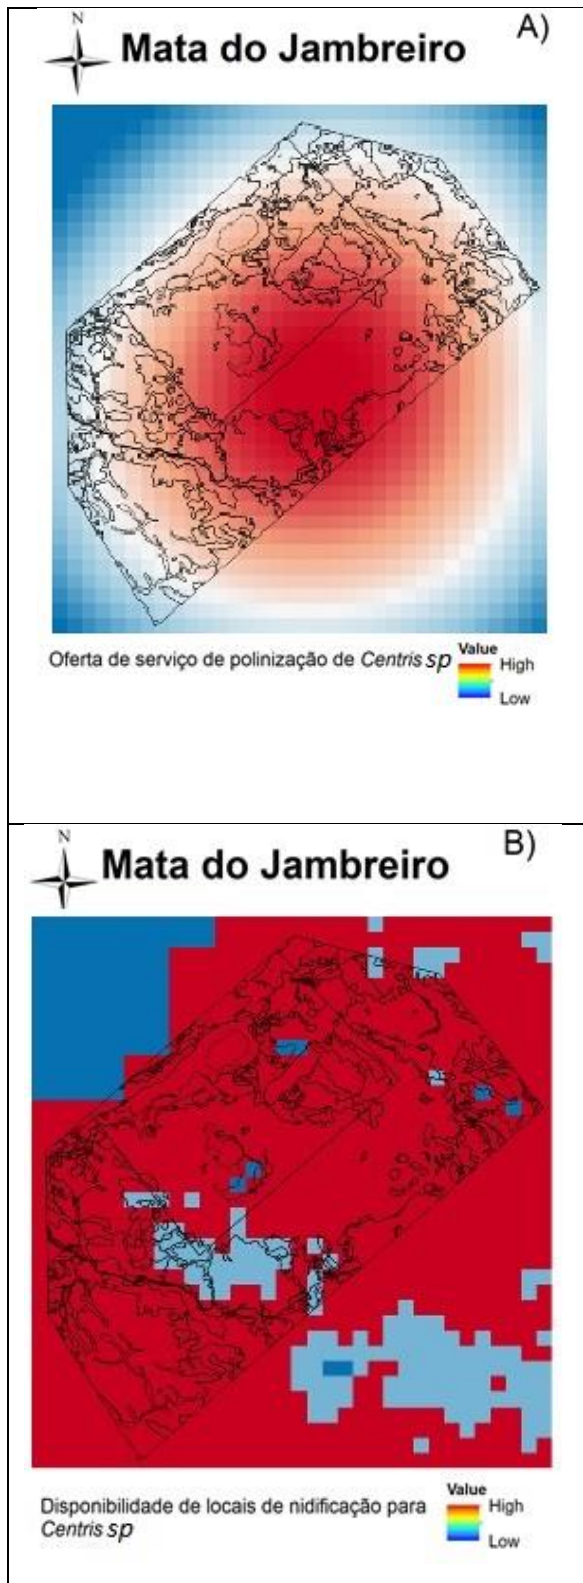 A)
N
Mata do Jambreiro
Oferta de serviço de polinização de Centris sp
Value
High
Low
B)
N
Mata do Jambreiro
Disponibilidade de locais de nidificação para
Centris sp
Value
High
Low